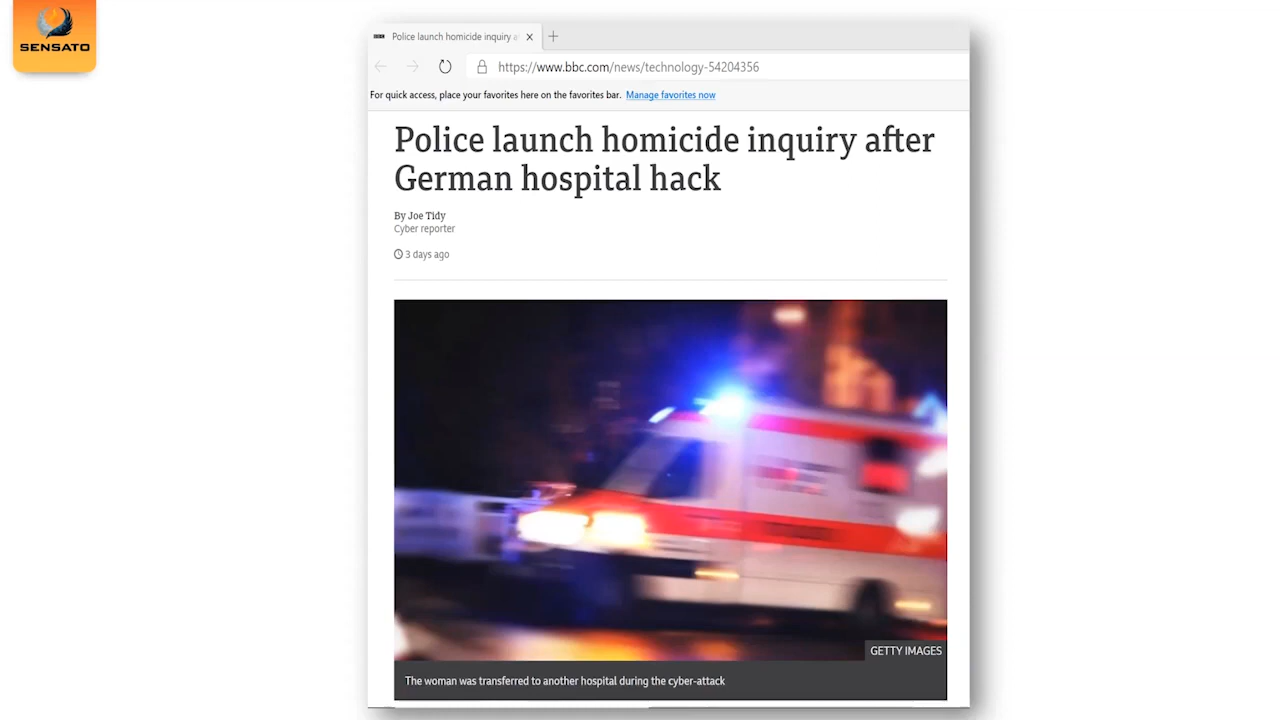 SENSATO
Police launch homicide inquiry a
https://www.bbc.com/news/technology-54204356
For quick access, place your favorites here on the favorites bar. Manage favorites now
Police launch homicide inquiry after
German hospital hack
By Joe Tidy
Cyber reporter
3 days ago
GETTY IMAGES
The woman was transferred to another hospital during the cyber-attack